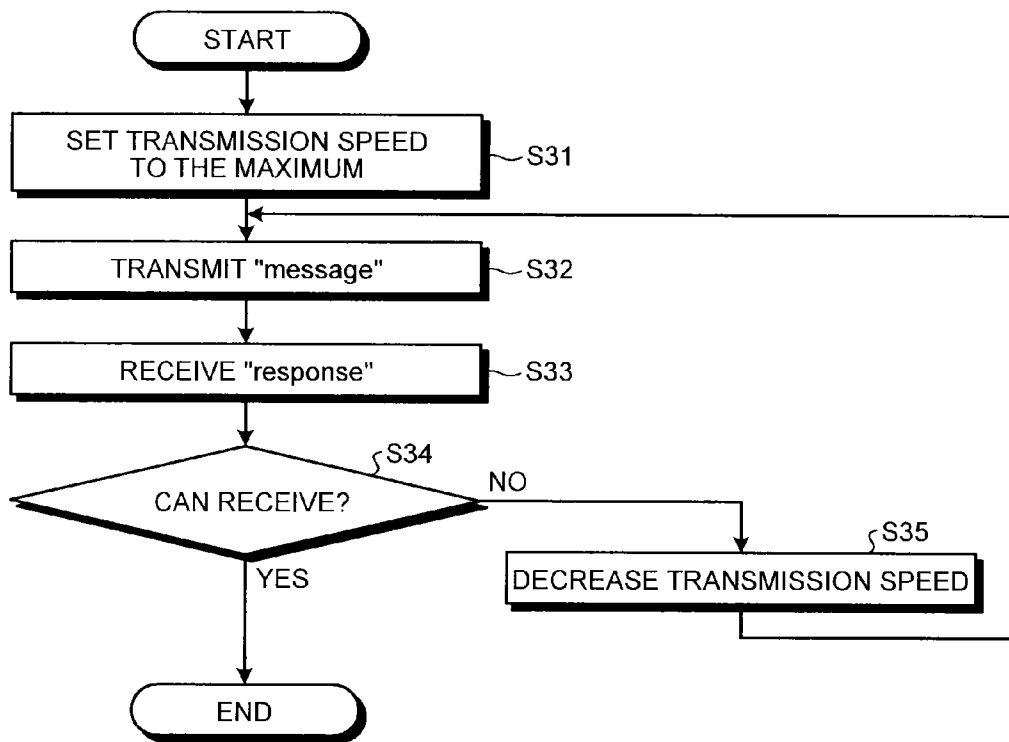 START
SET TRANSMISSION SPEED
TO THE MAXIMUM
S31
TRANSMIT "message"
S32
RECEIVE "response"
S33
S34
CAN RECEIVE?
NO
YES
S35
DECREASE TRANSMISSION SPEED
END